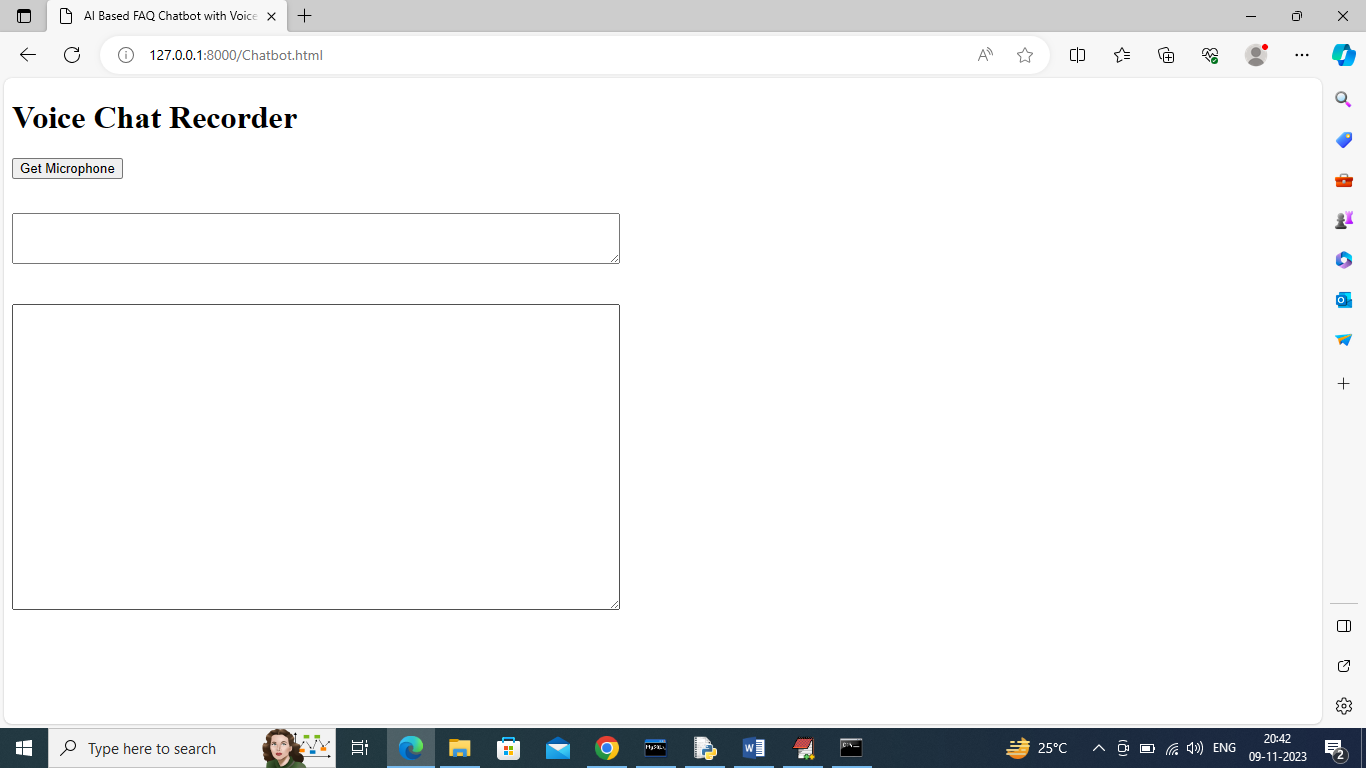 AI Based FAQ Chatbot with Voice
127.0.0.1:8000/Chatbot.html
Voice Chat Recorder
Get Microphone
Type here to search
25°C
ENG
20:42
09-11-2023
2